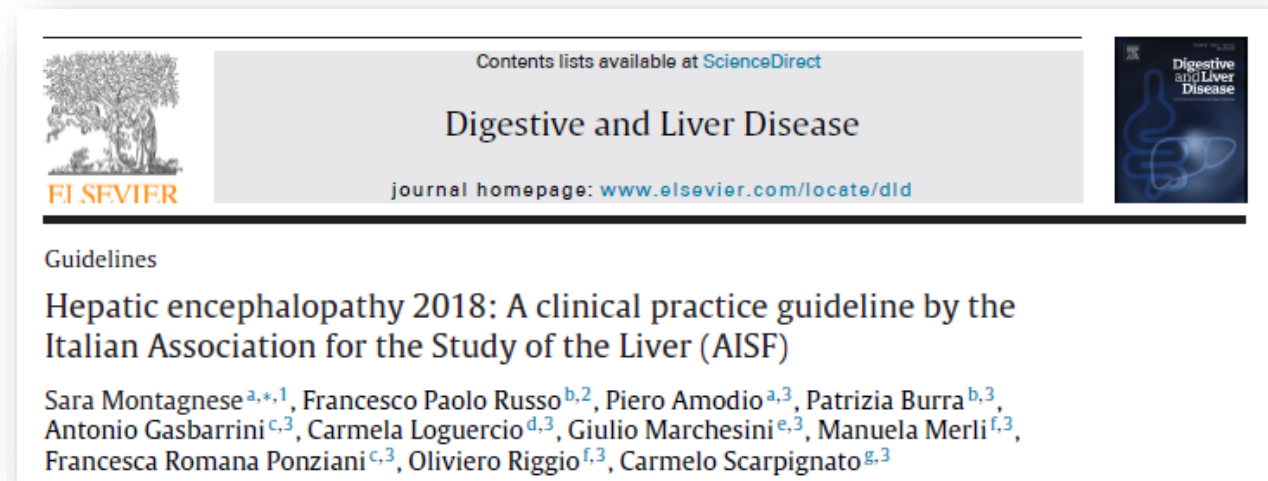 Contents lists available at ScienceDirect
Digestive and Liver Disease
journal homepage: www.elsevier.com/locate/dld
ELSEVIER
Digestive
and Liver
Disease
Guidelines
Hepatic encephalopathy 2018: A clinical practice guideline by the
Italian Association for the Study of the Liver (AISF)
Sara Montagnese a,*,1, Francesco Paolo Russo b,2, Piero Amodio a,3, Patrizia Burra b,3,
Antonio Gasbarrini c,3, Carmela Loguercio d,3, Giulio Marchesini e,3, Manuela Merli f,3,
Francesca Romana Ponziani c,3, Oliviero Riggio f,3, Carmelo Scarpignato g,3